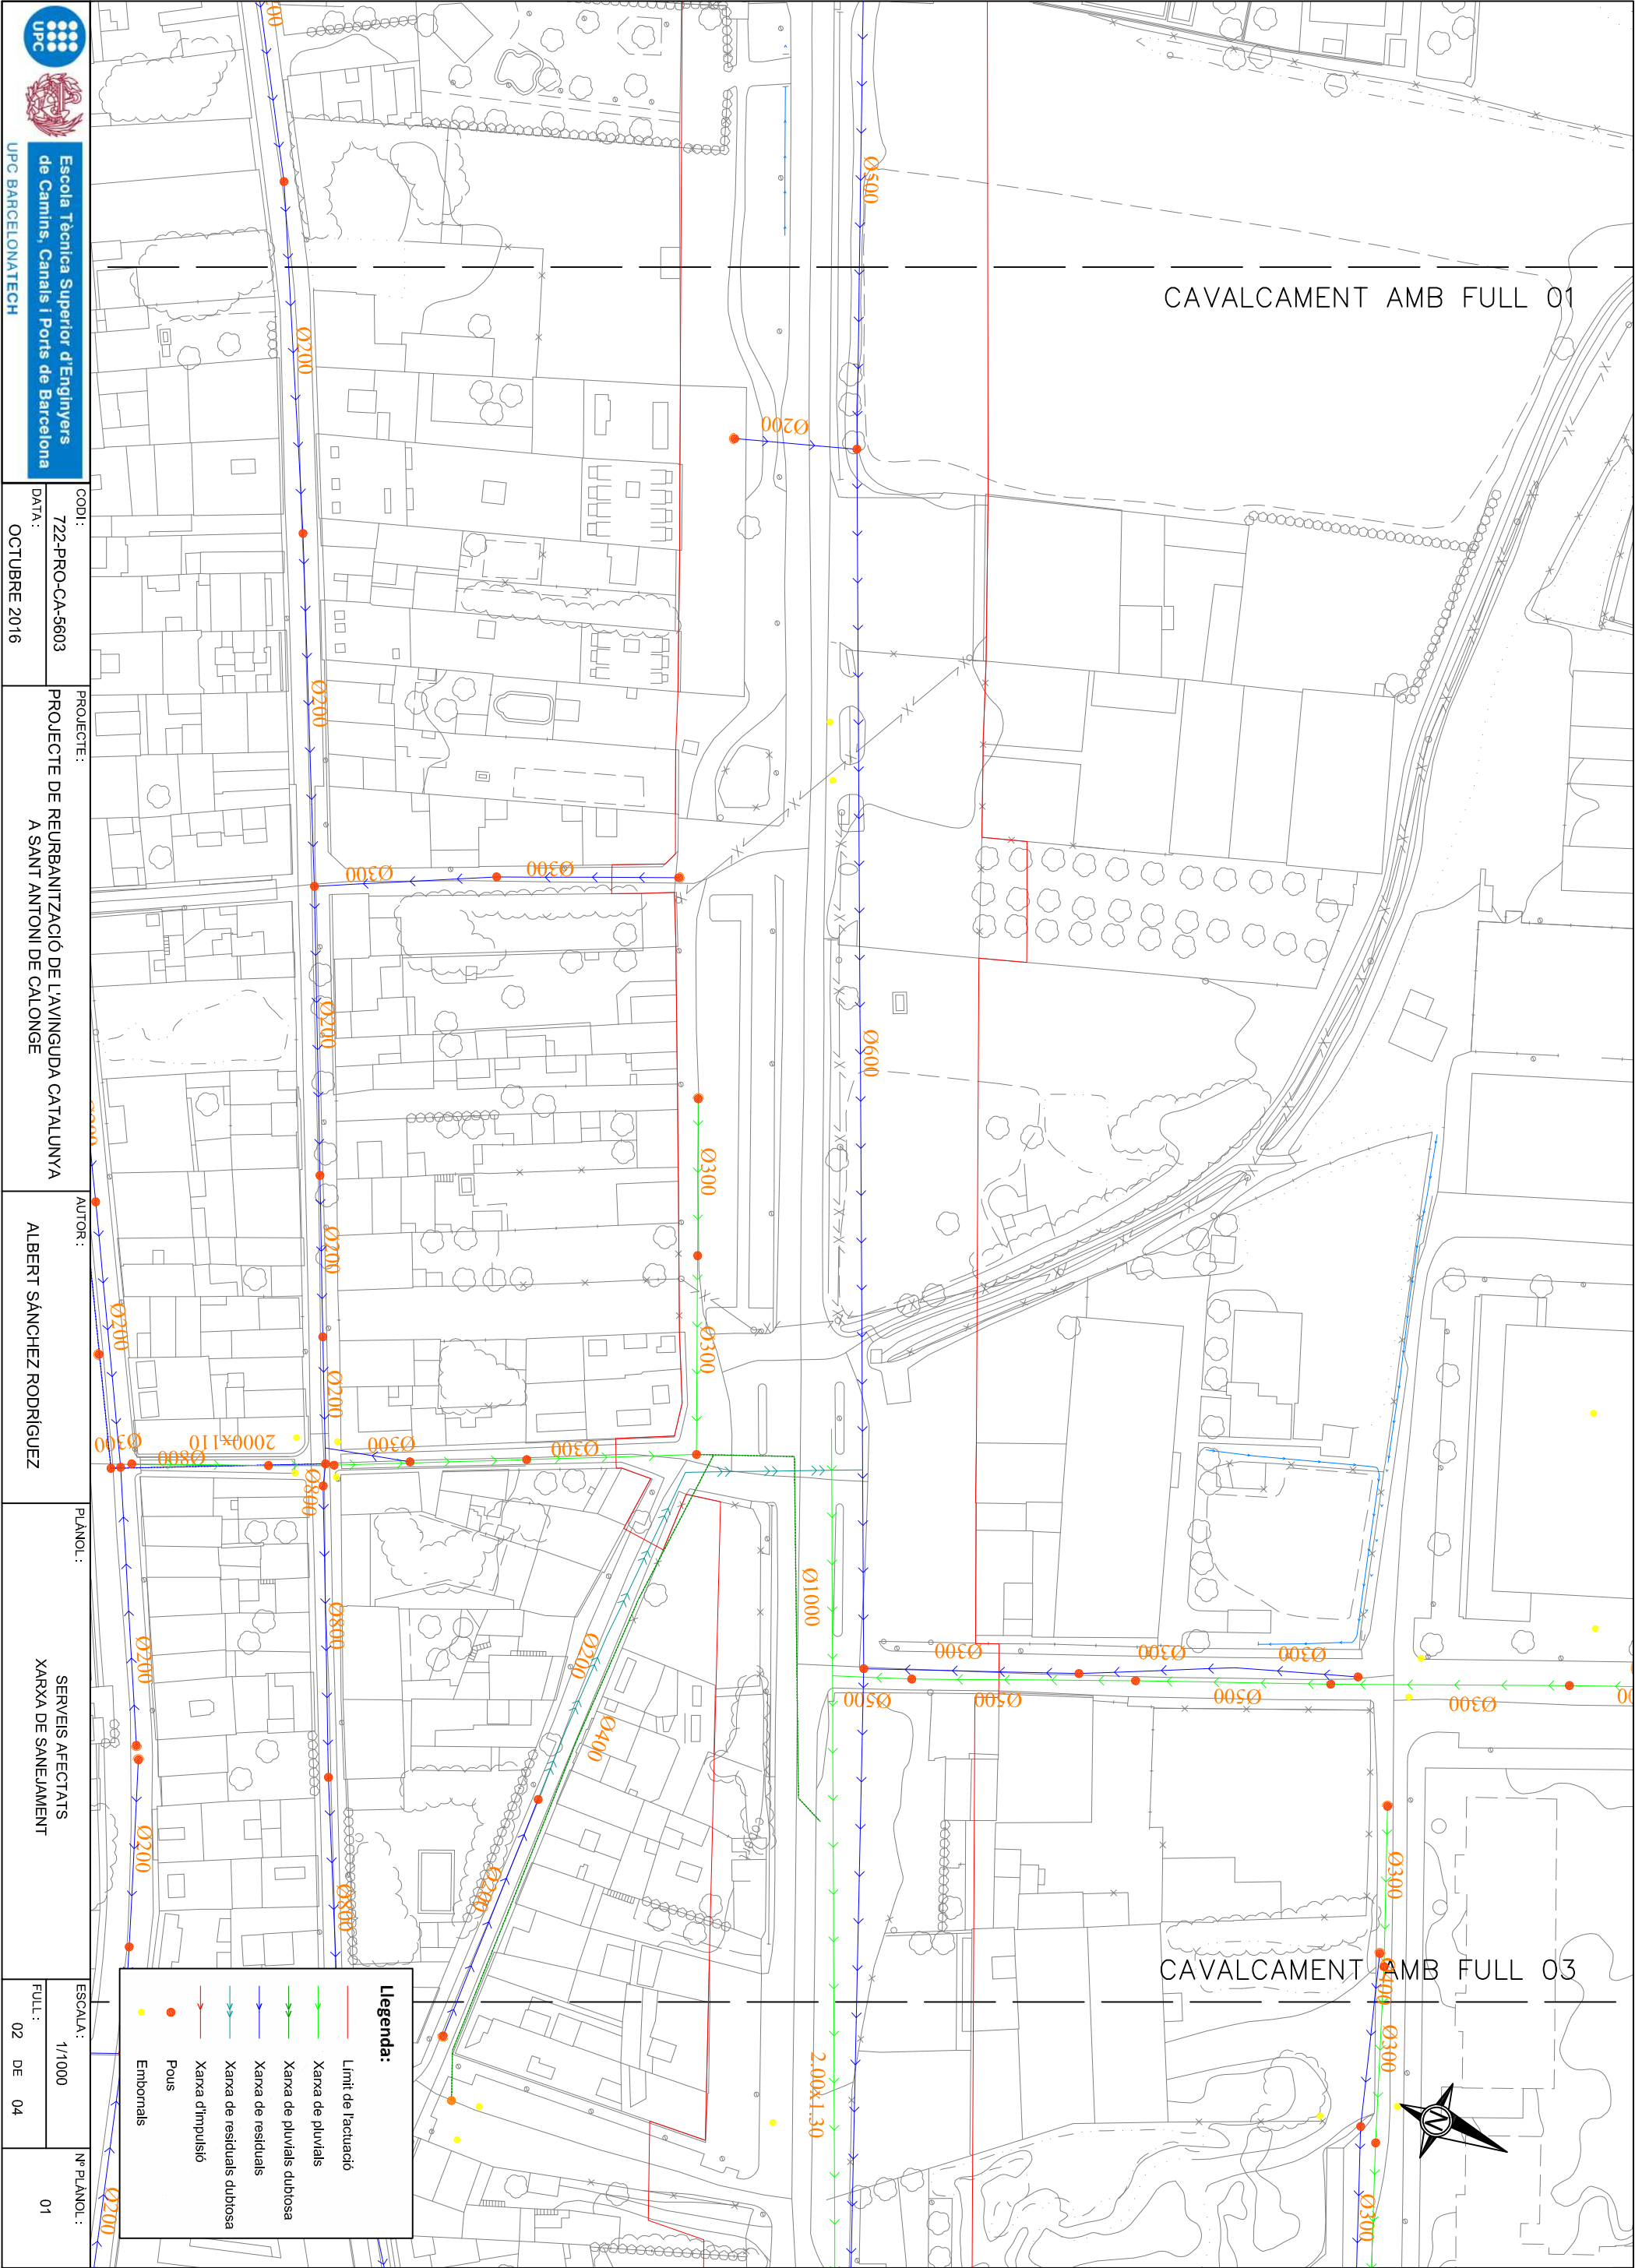 CAVALCAMENT AMB FULL 01
CAVALCAMENT AMB FULL 03
Ø500
Ø200
Ø200
Ø200
Ø300
Ø300
Ø200
Ø600
Ø300
Ø200
Ø300
Ø200
Ø200
Ø300
Ø800
2000x110
Ø300
Ø300
Ø800
Ø1000
Ø800
Ø200
Ø200
Ø400
Ø300
Ø300
Ø300
Ø500
Ø500
Ø500
Ø300
Ø200
Ø200
Ø800
Ø300
Ø400
Ø300
Ø300
2.00X1.30
Ø200
N
Llegenda:
Límit de l'actuació
Xarxa de pluvials
Xarxa de pluvials dubtosa
Xarxa de residuals
Xarxa de residuals dubtosa
Xarxa d'impulsió
Pous
Embornals
UPC
Escola Tècnica Superior d'Enginyers
de Camins, Canals i Ports de Barcelona
UPC BARCELONATECH
CODI :
722-PRO-CA-5603
DATA :
OCTUBRE 2016
PROJECTE :
PROJECTE DE REURBANITZACIÓ DE L'AVINGUDA CATALUNYA
A SANT ANTONI DE CALONGE
AUTOR :
ALBERT SÁNCHEZ RODRÍGUEZ
PLÀNOL :
SERVEIS AFECTATS
XARXA DE SANEJAMENT
ESCALA :
1/1000
FULL :
02 DE 04
Nº PLÀNOL :
01